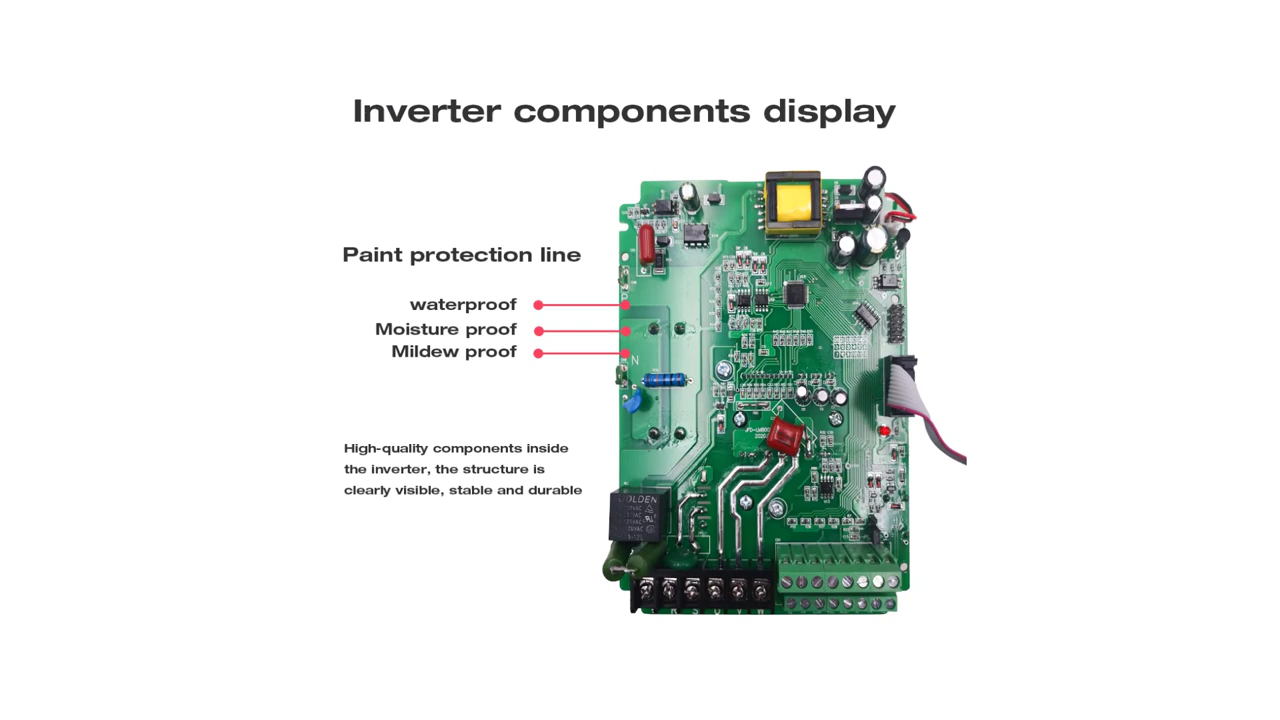 Inverter components display
Paint protection line
waterproof
Moisture proof
Mildew proof
High-quality components inside
the inverter, the structure is
clearly visible, stable and durable
N
R S U V W